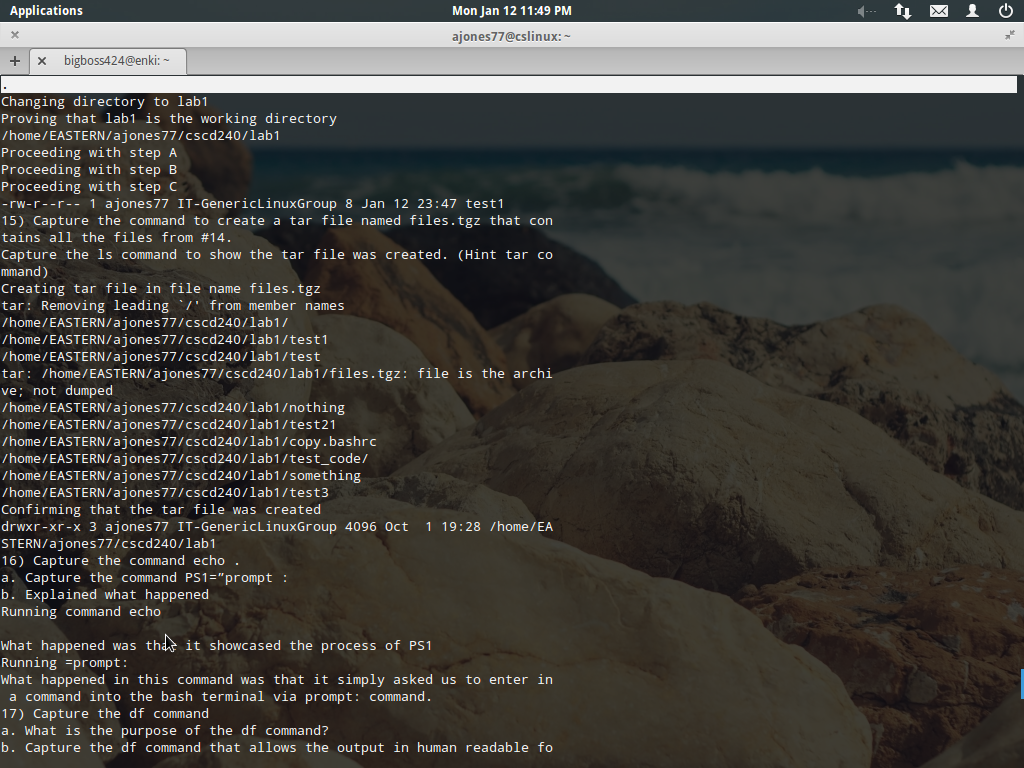 Applications
Mon Jan 12 11:49 PM
ajones77@cslinux: ~
bigboss424@enki: ~
.
Changing directory to lab1
Proving that lab1 is the working directory
/home/EASTERN/ajones77/cscd240/lab1
Proceeding with step A
Proceeding with step B
Proceeding with step C
-rw-r--r-- 1 ajones77 IT-GenericLinuxGroup 8 Jan 12 23:47 test1
15) Capture the command to create a tar file named files.tgz that con
tains all the files from #14.
Capture the ls command to show the tar file was created. (Hint tar co
mmand)
Creating tar file in file name files.tgz
tar: Removing leading `/' from member names
/home/EASTERN/ajones77/cscd240/lab1/
/home/EASTERN/ajones77/cscd240/lab1/test1
/home/EASTERN/ajones77/cscd240/lab1/test
tar: /home/EASTERN/ajones77/cscd240/lab1/files.tgz: file is the archi
ve; not dumped
/home/EASTERN/ajones77/cscd240/lab1/nothing
/home/EASTERN/ajones77/cscd240/lab1/test21
/home/EASTERN/ajones77/cscd240/lab1/copy.bashrc
/home/EASTERN/ajones77/cscd240/lab1/test_code/
/home/EASTERN/ajones77/cscd240/lab1/something
/home/EASTERN/ajones77/cscd240/lab1/test3
Confirming that the tar file was created
drwxr-xr-x 3 ajones77 IT-GenericLinuxGroup 4096 Oct  1 19:28 /home/EA
STERN/ajones77/cscd240/lab1
16) Capture the command echo .
a. Capture the command PS1=”prompt :
b. Explained what happened
Running command echo
What happened was that it showcased the process of PS1
Running =prompt:
What happened in this command was that it simply asked us to enter in
 a command into the bash terminal via prompt: command.
17) Capture the df command
a. What is the purpose of the df command?
b. Capture the df command that allows the output in human readable fo